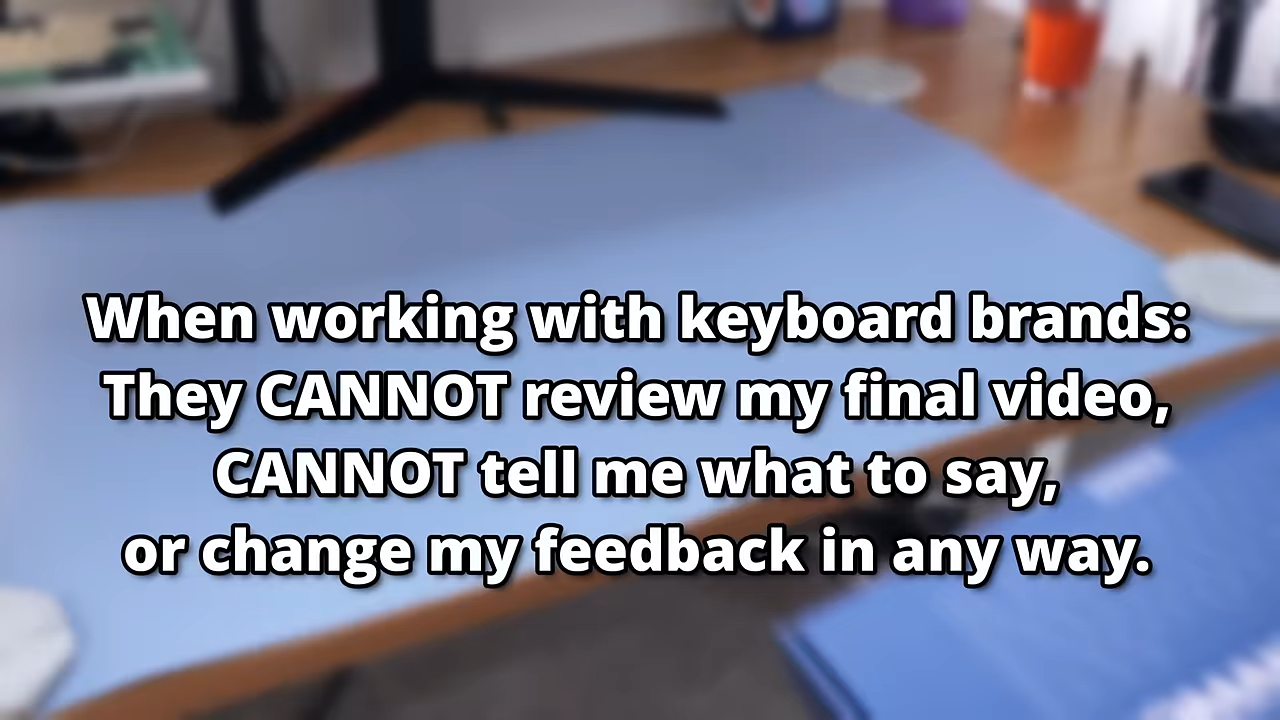 When working with keyboard brands:
They CANNOT review my final video,
CANNOT tell me what to say,
or change my feedback in any way.